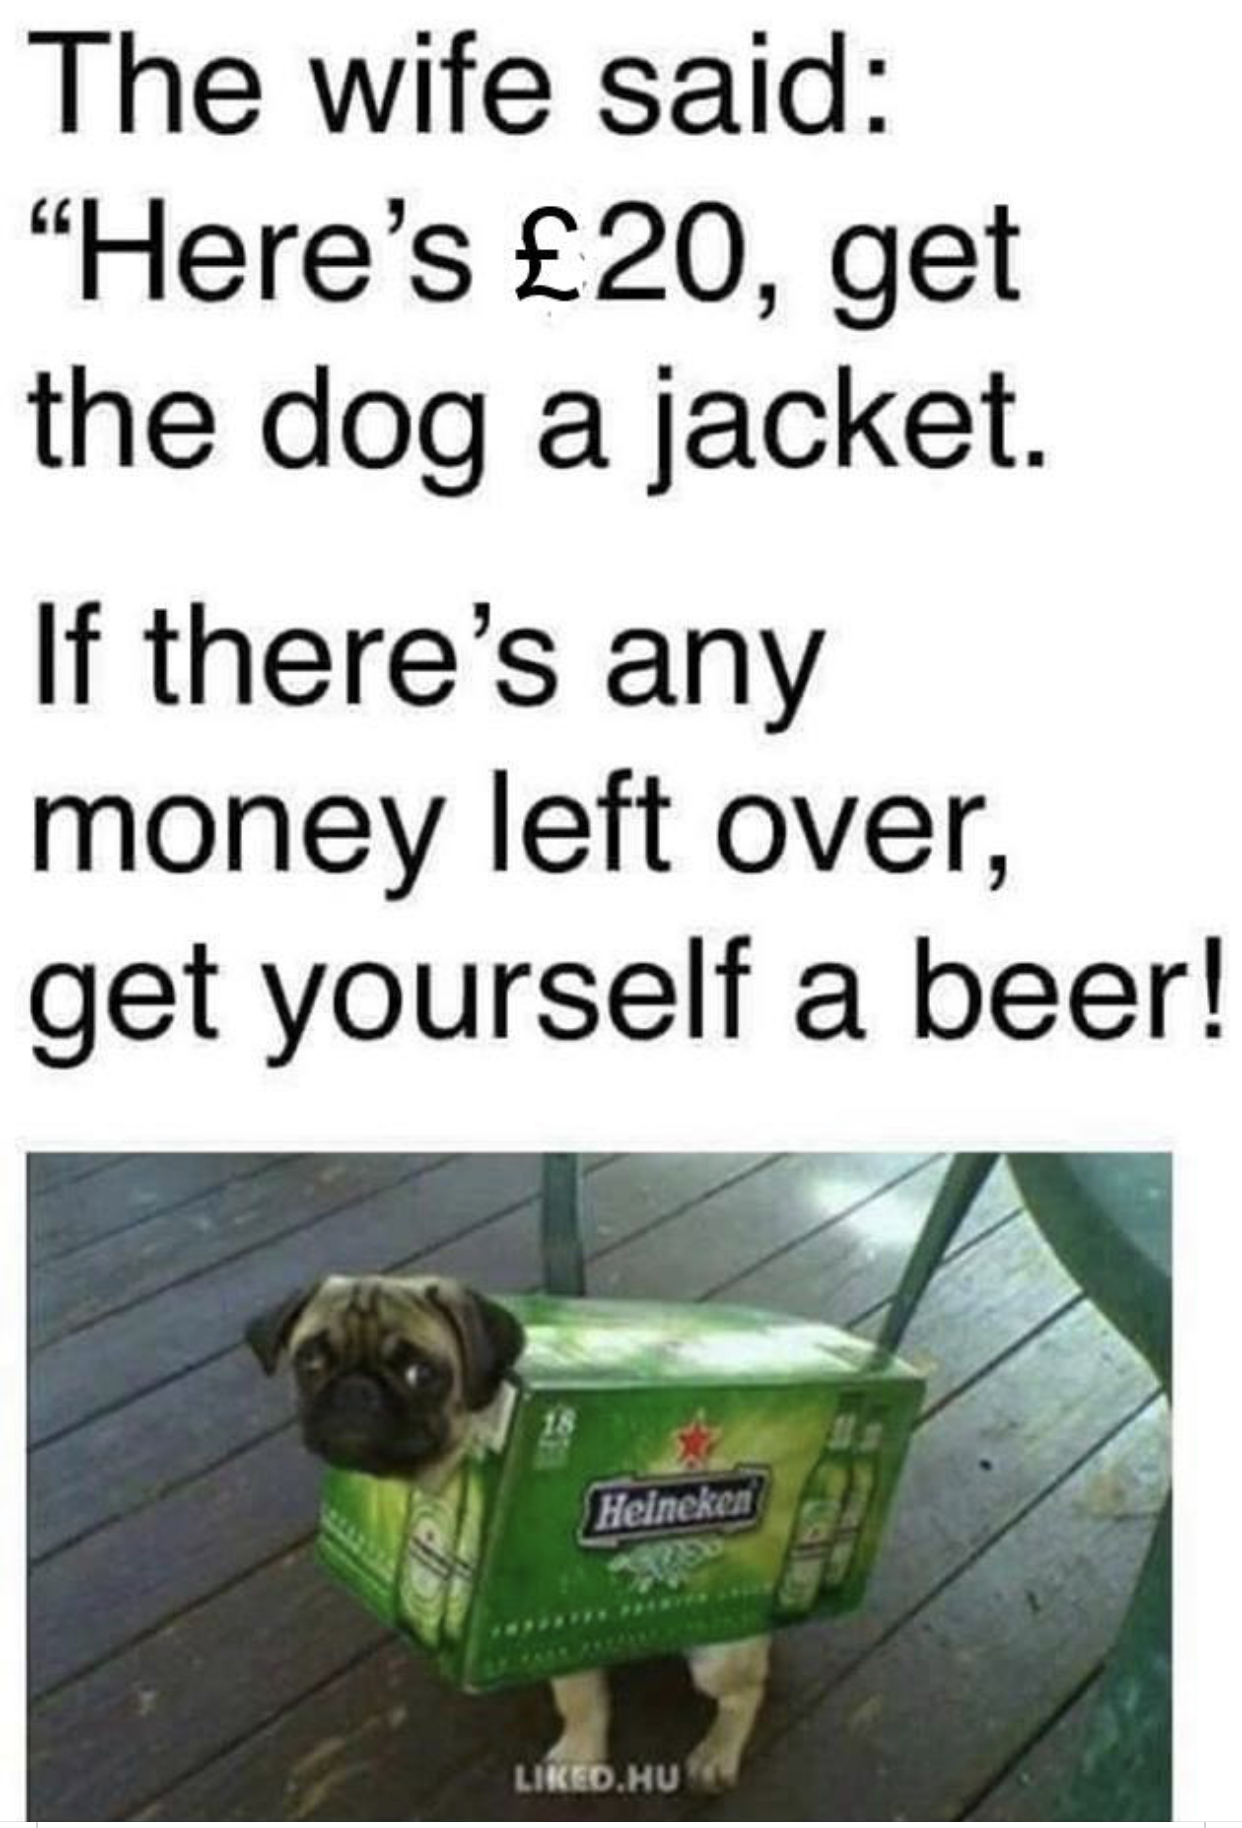 The wife said:
“Here’s £20, get
the dog a jacket.
If there’s any
money left over,
get yourself a beer!
18
Heineken
LIKED.HU